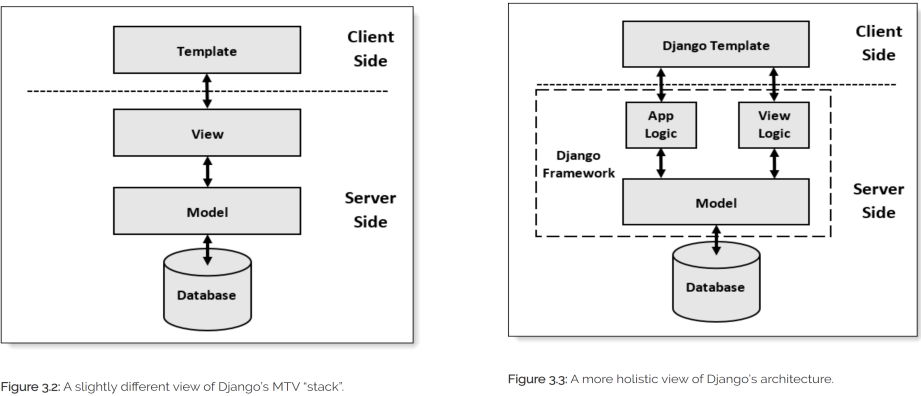 Template
Client
Side
View
Model
Server
Side
Database
Figure 3.2: A slightly different view of Django's MTV “stack”.
Django Template
Client
Side
App
Logic
View
Logic
Django
Framework
Model
Server
Side
Database
Figure 3.3: A more holistic view of Django's architecture.